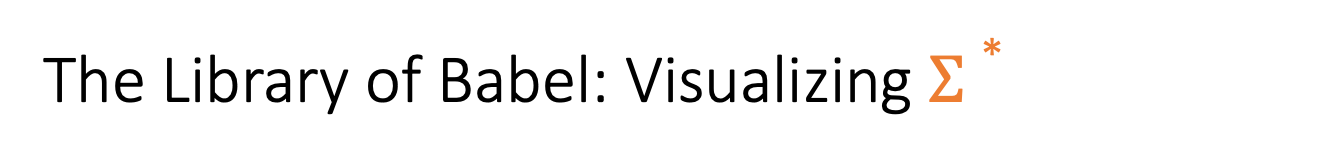 The Library of Babel: Visualizing Σ *